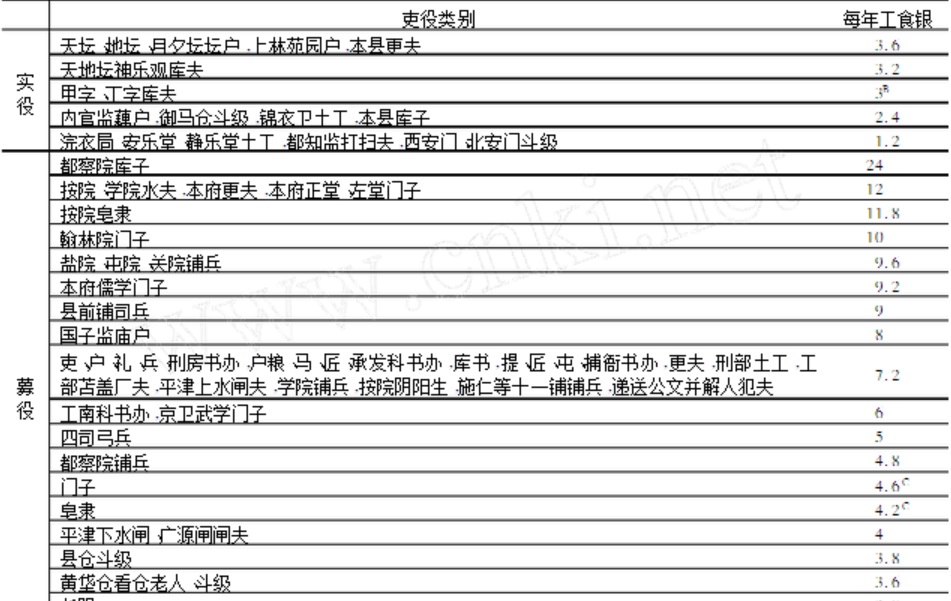 吏役类别 每年工食银
实役
天坛、地坛、月夕坛坛户、上林苑园户、本县更夫 3.6
天地坛神乐观库夫 3.2
甲字、丁字库夫 3B
内官监藕户、御马仓斗级、锦衣卫土工、本县库子 2.4
浣衣局、安乐堂、静乐堂土工、都知监打扫夫、西安门、北安门斗级 1.2
募役
都察院库子 24
按院、学院水夫、本府更夫、本府正堂、左堂门子 12
按院皂隶 11.8
翰林院门子 10
盐院、屯院、关院铺兵 9.6
本府儒学门子 9.2
县前铺司兵 9
国子监庙户 8
吏、户、礼、兵、刑房书办、户粮、马、匠、承发科书办、库书、提、匠、屯、捕衙书办、更夫、刑部土工、工
部苫盖厂夫、平津上水闸夫、学院铺兵、按院阴阳生、施仁等十一铺铺兵、递送公文并解人犯夫 7.2
工南科书办、京卫武学门子 6
四司弓兵 5
都察院铺兵 4.8
门子 4.6C
皂隶 4.2C
平津下水闸、广源闸闸夫 4
县仓斗级 3.8
黄垡仓看仓老人、斗级 3.6
www.cnki.net